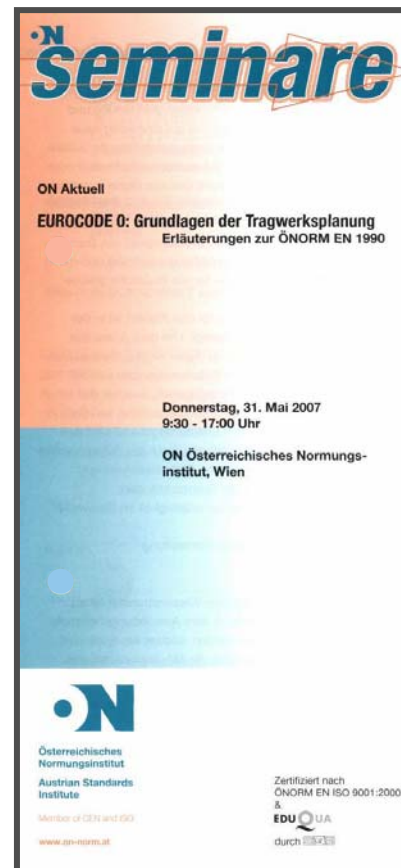 ON
seminare
ON Aktuell
EUROCODE 0: Grundlagen der Tragwerksplanung
Erläuterungen zur ÖNORM EN 1990
Donnerstag, 31. Mai 2007
9:30 - 17:00 Uhr
ON Österreichisches Normungs-
institut, Wien
ON
Österreichisches
Normungsinstitut
Austrian Standards
Institute
Member of CEN and ISO
www.on-norm.at
Zertifiziert nach
ÖNORM EN ISO 9001:2000
&
EDUQUA
durch